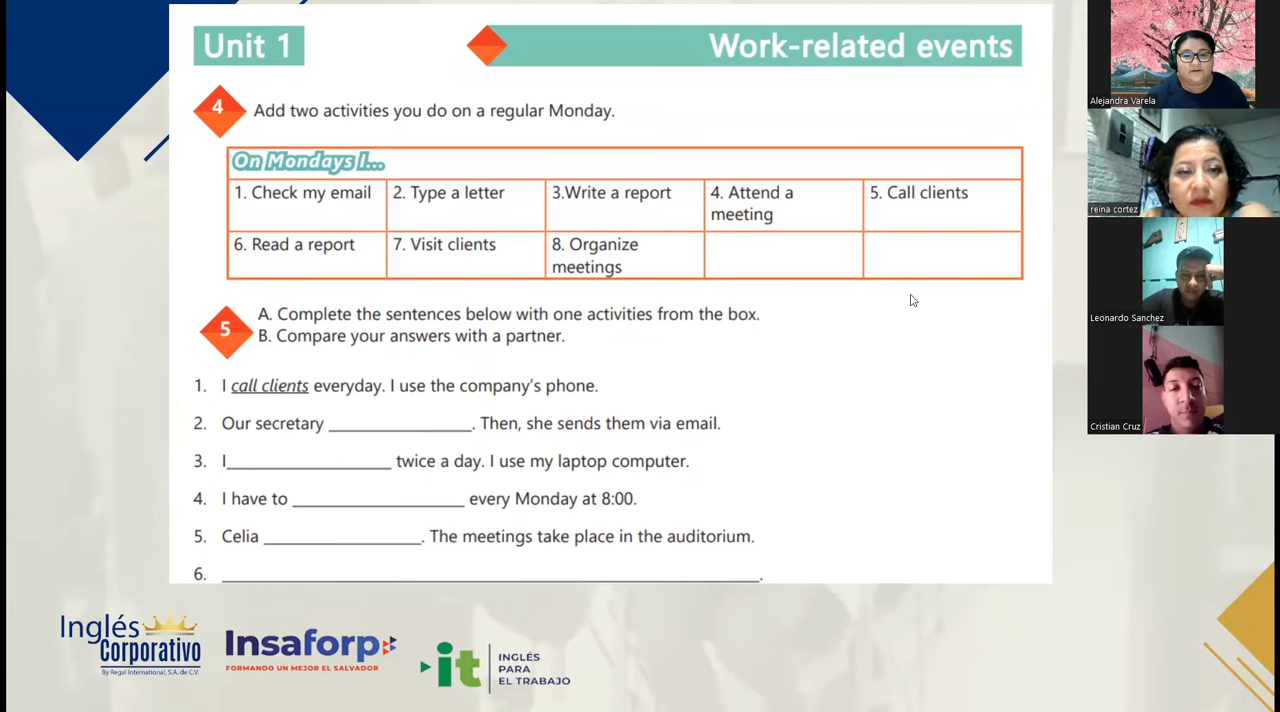 Unit 1
Work-related events
4
Add two activities you do on a regular Monday.
On Mondays I...
1. Check my email
2. Type a letter
3.Write a report
4. Attend a
meeting
5. Call clients
6. Read a report
7. Visit clients
8. Organize
meetings
5
A. Complete the sentences below with one activities from the box.
B. Compare your answers with a partner.
1. I call clients everyday. I use the company's phone.
2. Our secretary _______________. Then, she sends them via email.
3. I_________________ twice a day. I use my laptop computer.
4. I have to __________________ every Monday at 8:00.
5. Celia ________________. The meetings take place in the auditorium.
6. _________________________________________________________.
Alejandra Varela
reina cortez
Leonardo Sanchez
Cristian Cruz
Inglés
Corporativo
By Regal International, S.A. de C.V.
Insaforp
FORMANDO UN MEJOR EL SALVADOR
it
INGLÉS
PARA
EL TRABAJO